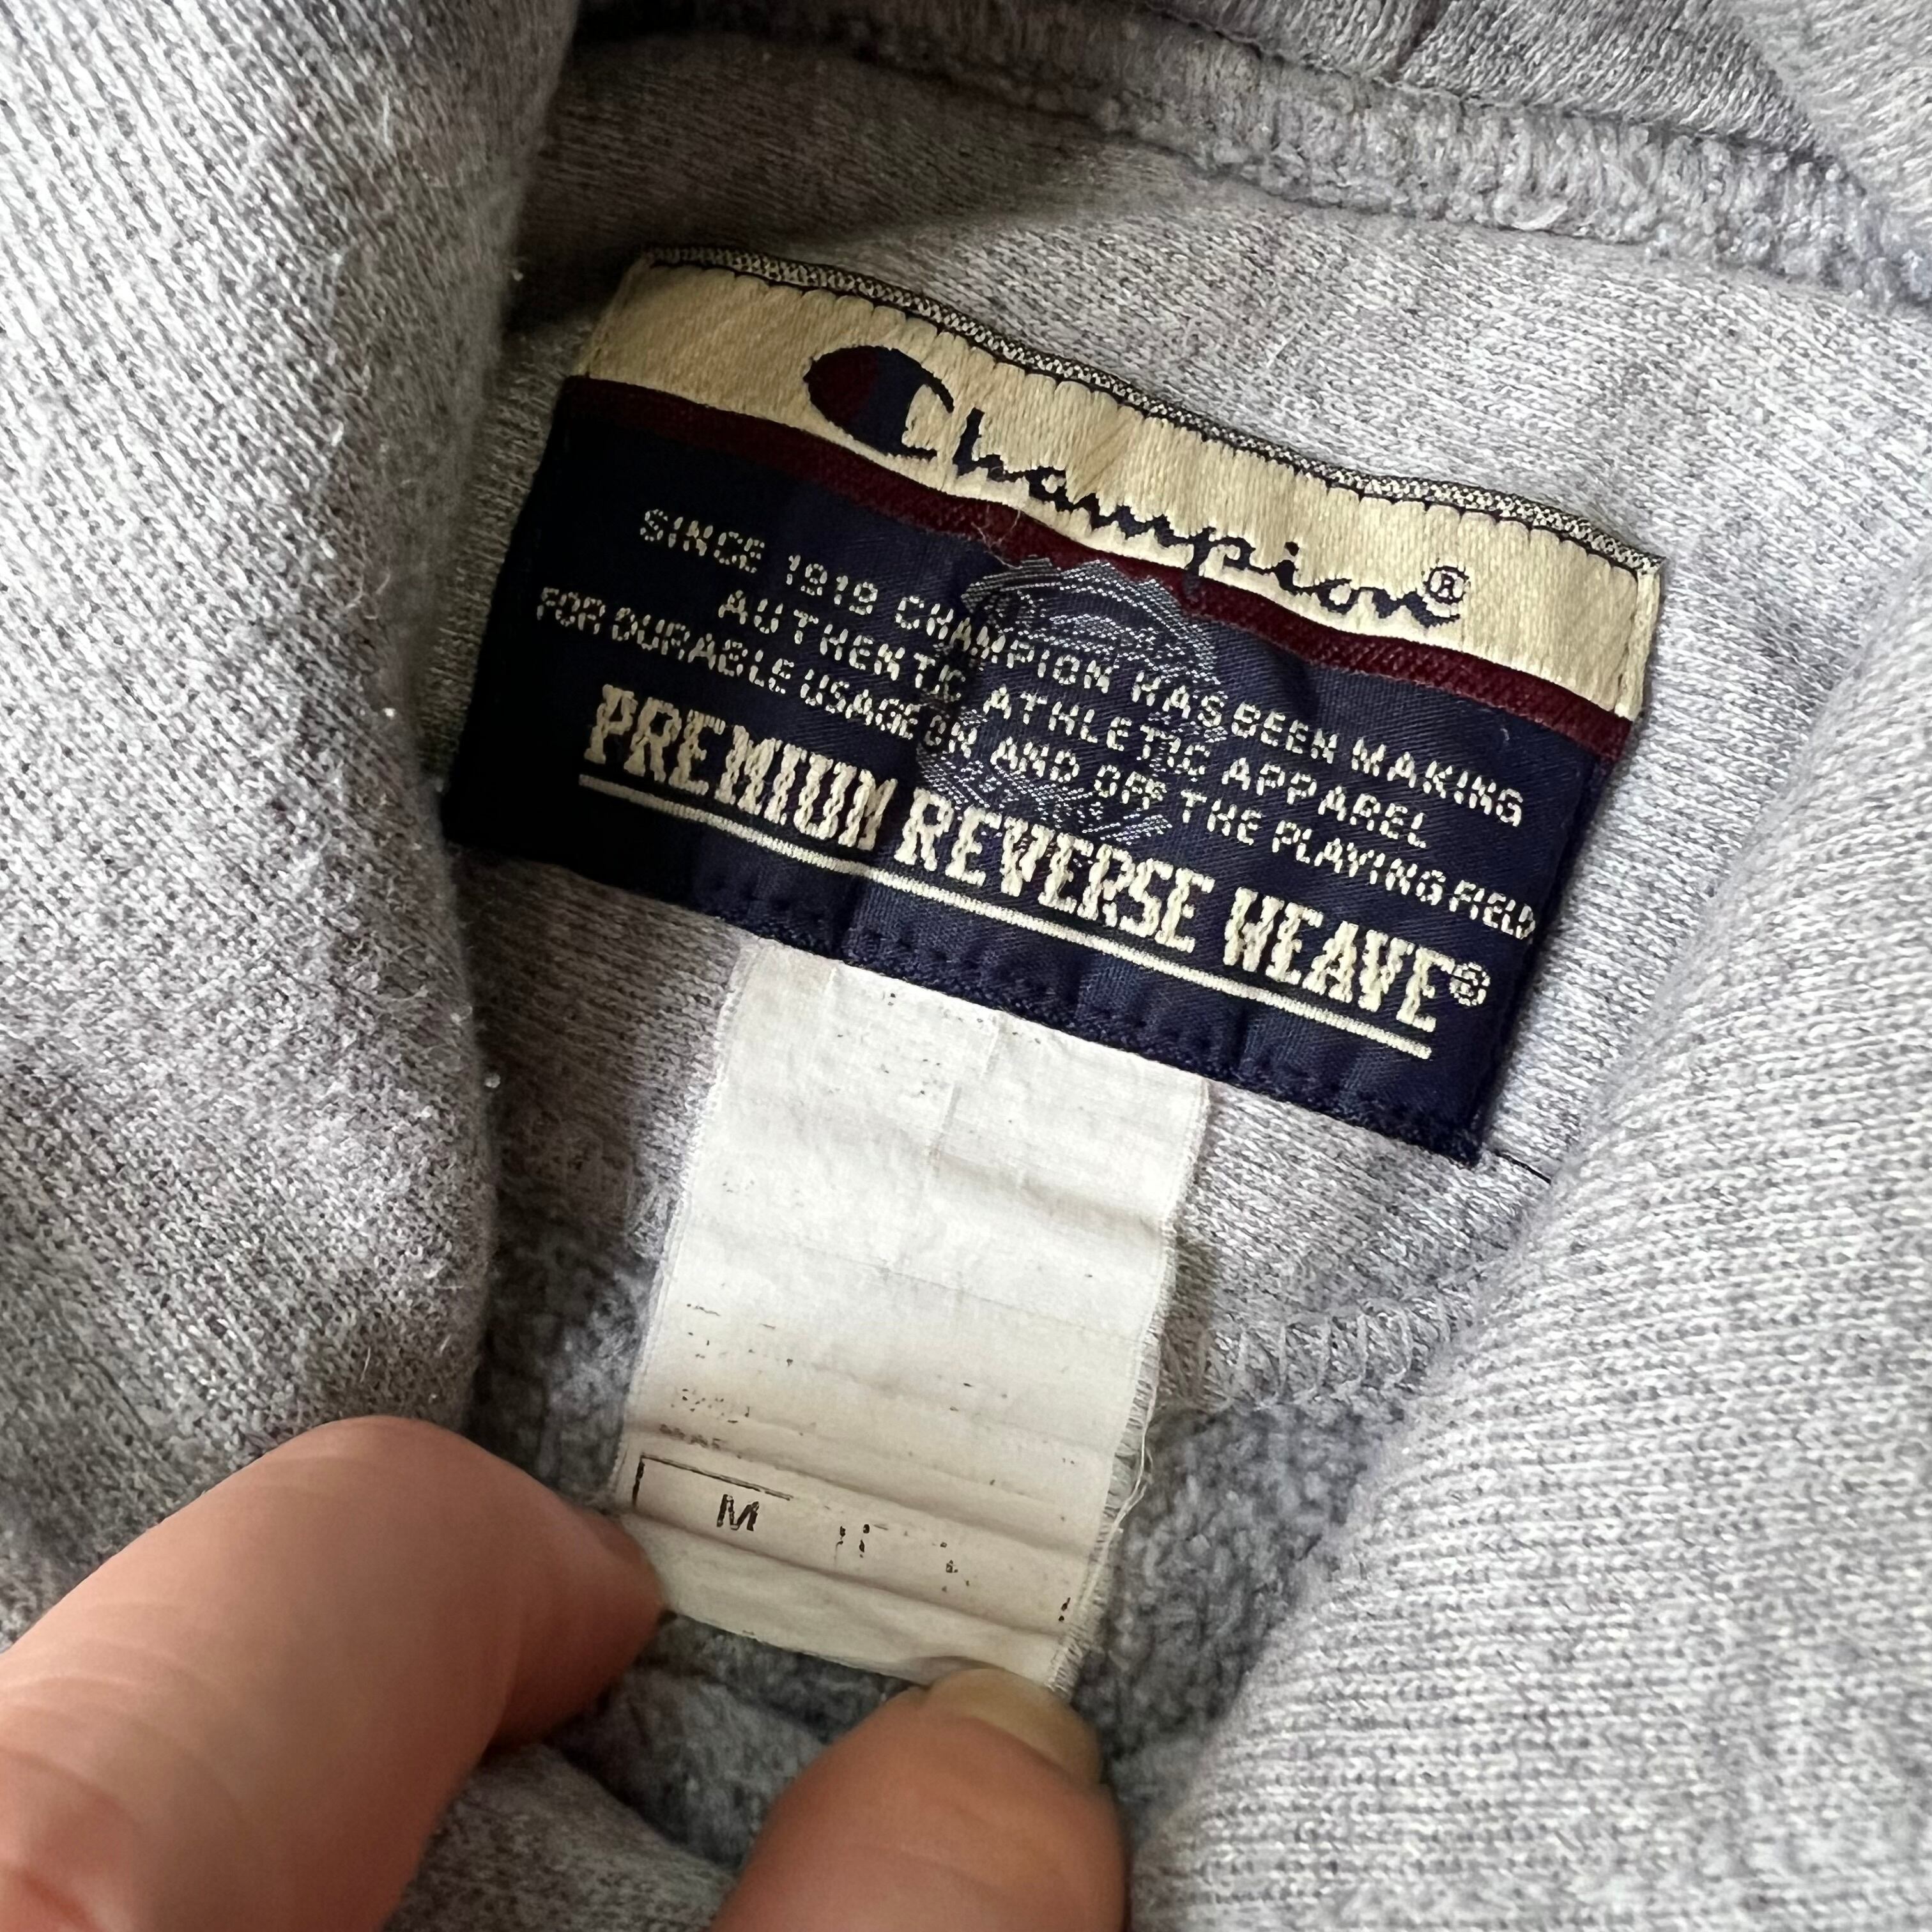 Champion®
SINCE 1919 CHAMPION HAS BEEN MAKING
AUTHENTIC ATHLETIC APPAREL
FOR DURABLE USAGE ON AND OFF THE PLAYING FIELD
PREMIUM REVERSE WEAVE®
M